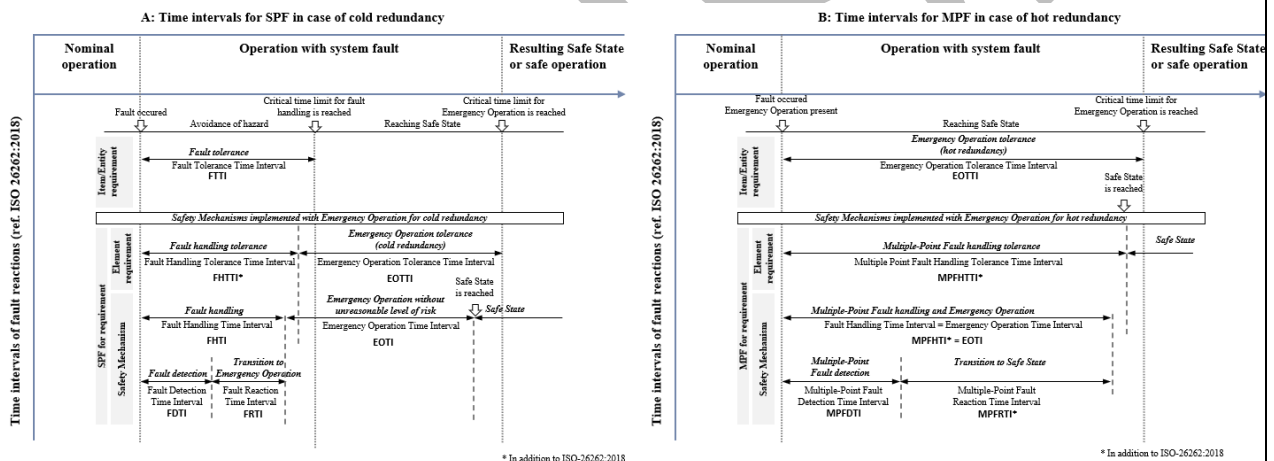 A: Time intervals for SPF in case of cold redundancy
Time intervals of fault reactions (ref. ISO 26262:2018)
Nominal
operation
Operation with system fault
Resulting Safe State
or safe operation
Fault occured
Critical time limit for fault
handling is reached
Critical time limit for
Emergency Operation is reached
Avoidance of hazard
Reaching Safe State
Item/Entity
requirement
Fault tolerance
Fault Tolerance Time Interval
FTTI
Safety Mechanisms implemented with Emergency Operation for cold redundancy
SPF for requirement
Element
requirement
Fault handling tolerance
Fault Handling Tolerance Time Interval
FHTTI*
Emergency Operation tolerance
(cold redundancy)
Emergency Operation Tolerance Time Interval
EOTTI
Safe State
is reached
Safety Mechanism
Fault handling
Fault Handling Time Interval
FHTI
Emergency Operation without
unreasonable level of risk
Emergency Operation Time Interval
EOTI
Safe State
Fault detection
Fault Detection
Time Interval
FDTI
Transition to
Emergency Operation
Fault Reaction
Time Interval
FRTI
* In addition to ISO-26262:2018
B: Time intervals for MPF in case of hot redundancy
Time intervals of fault reactions (ref. ISO 26262:2018)
Nominal
operation
Operation with system fault
Resulting Safe State
or safe operation
Fault occured
Emergency Operation present
Critical time limit for
Emergency Operation is reached
Reaching Safe State
Item/Entity
requirement
Emergency Operation tolerance
(hot redundancy)
Emergency Operation Tolerance Time Interval
EOTTI
Safe State
is reached
Safety Mechanisms implemented with Emergency Operation for hot redundancy
MPF for requirement
Element
requirement
Multiple-Point Fault handling tolerance
Multiple Point Fault Handling Tolerance Time Interval
MPFHTTI*
Safe State
Safety Mechanism
Multiple-Point Fault handling and Emergency Operation
Fault Handling Time Interval = Emergency Operation Time Interval
MPFHTI* = EOTI
Multiple-Point
Fault detection
Multiple-Point Fault
Detection Time Interval
MPFDTI
Transition to Safe State
Multiple-Point Fault
Reaction Time Interval
MPFRTI*
* In addition to ISO-26262:2018